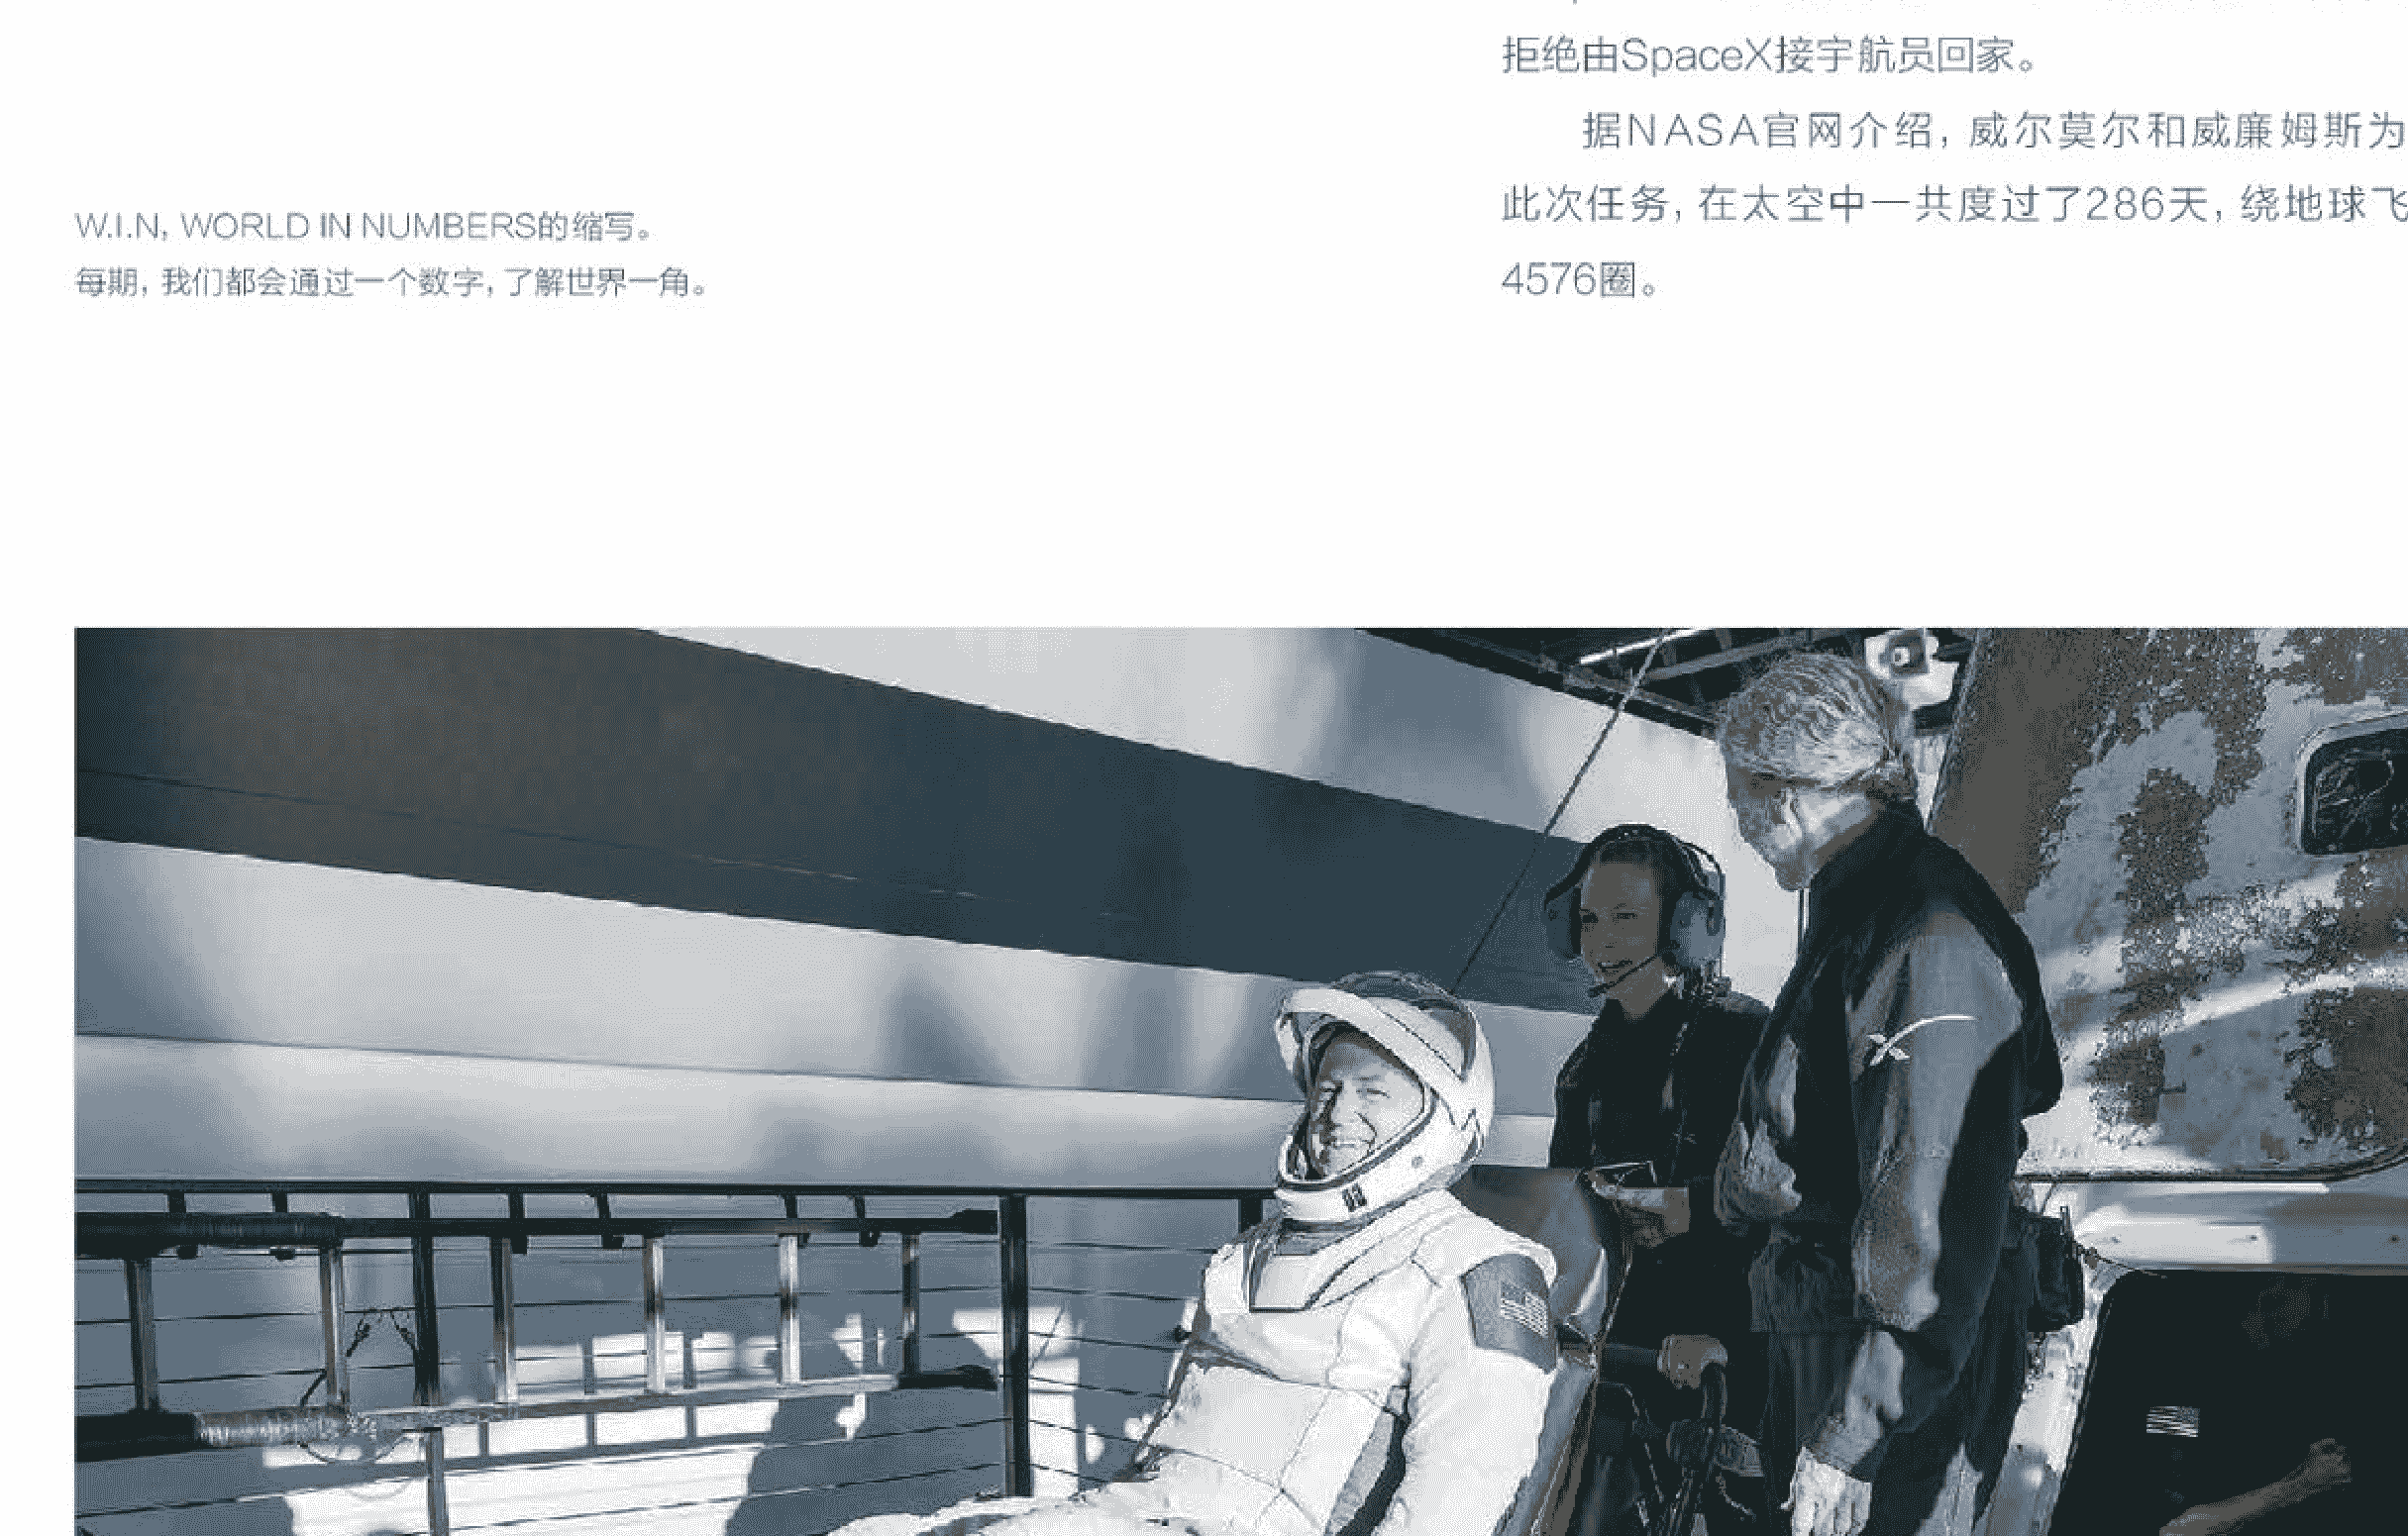 W.I.N, WORLD IN NUMBERS的缩写。
每期, 我们都会通过一个数字, 了解世界一角。
拒绝由SpaceX接宇航员回家。
据NASA官网介绍, 威尔莫尔和威廉姆斯为
此次任务, 在太空中一共度过了286天, 绕地球飞
4576圈。